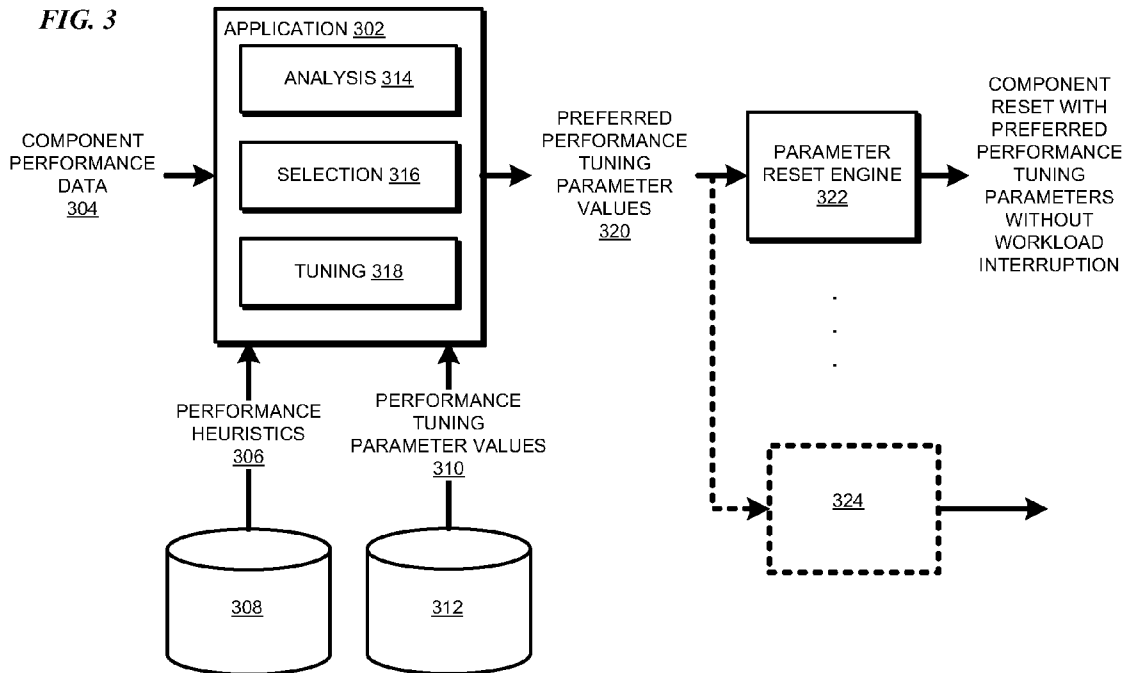 FIG. 3
APPLICATION 302
ANALYSIS 314
SELECTION 316
TUNING 318
COMPONENT
PERFORMANCE
DATA
304
PREFERRED
PERFORMANCE
TUNING
PARAMETER
VALUES
320
PARAMETER
RESET ENGINE
322
COMPONENT
RESET WITH
PREFERRED
PERFORMANCE
TUNING
PARAMETERS
WITHOUT
WORKLOAD
INTERRUPTION
.
.
.
PERFORMANCE
HEURISTICS
306
PERFORMANCE
TUNING
PARAMETER VALUES
310
324
308
312